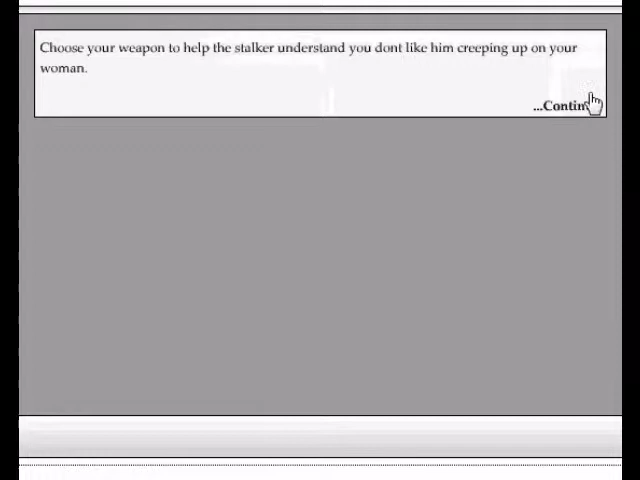 Choose your weapon to help the stalker understand you dont like him creeping up on your
woman.
...Contin